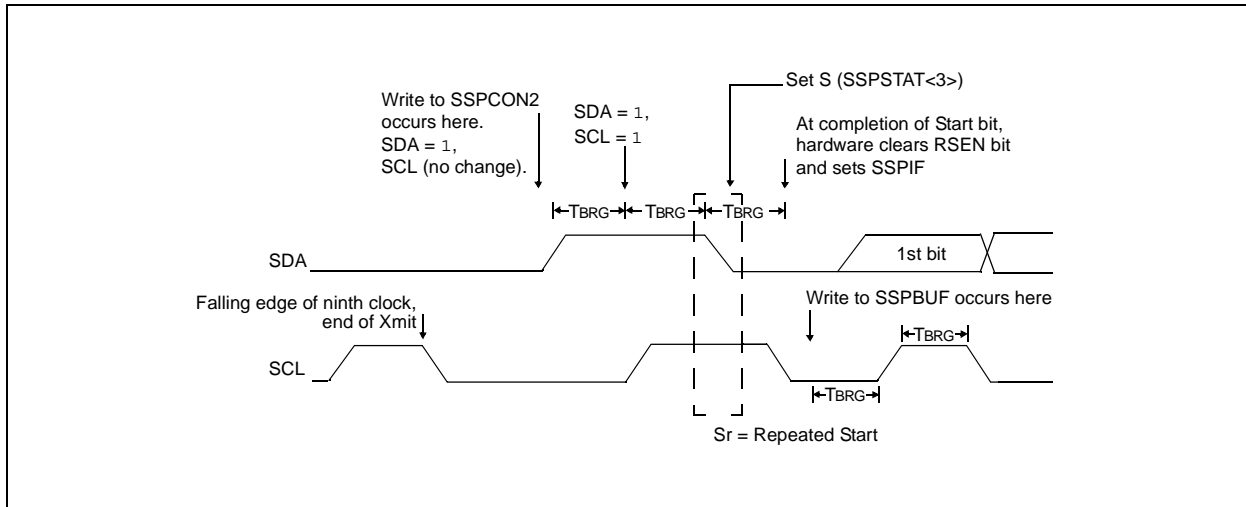 Set S (SSPSTAT<3>)
Write to SSPCON2
occurs here.
SDA = 1,
SCL (no change).
SDA = 1,
SCL = 1
At completion of Start bit,
hardware clears RSEN bit
and sets SSPIF
TBRG
TBRG
TBRG
SDA
1st bit
Falling edge of ninth clock,
end of Xmit
Write to SSPBUF occurs here
TBRG
SCL
TBRG
Sr = Repeated Start